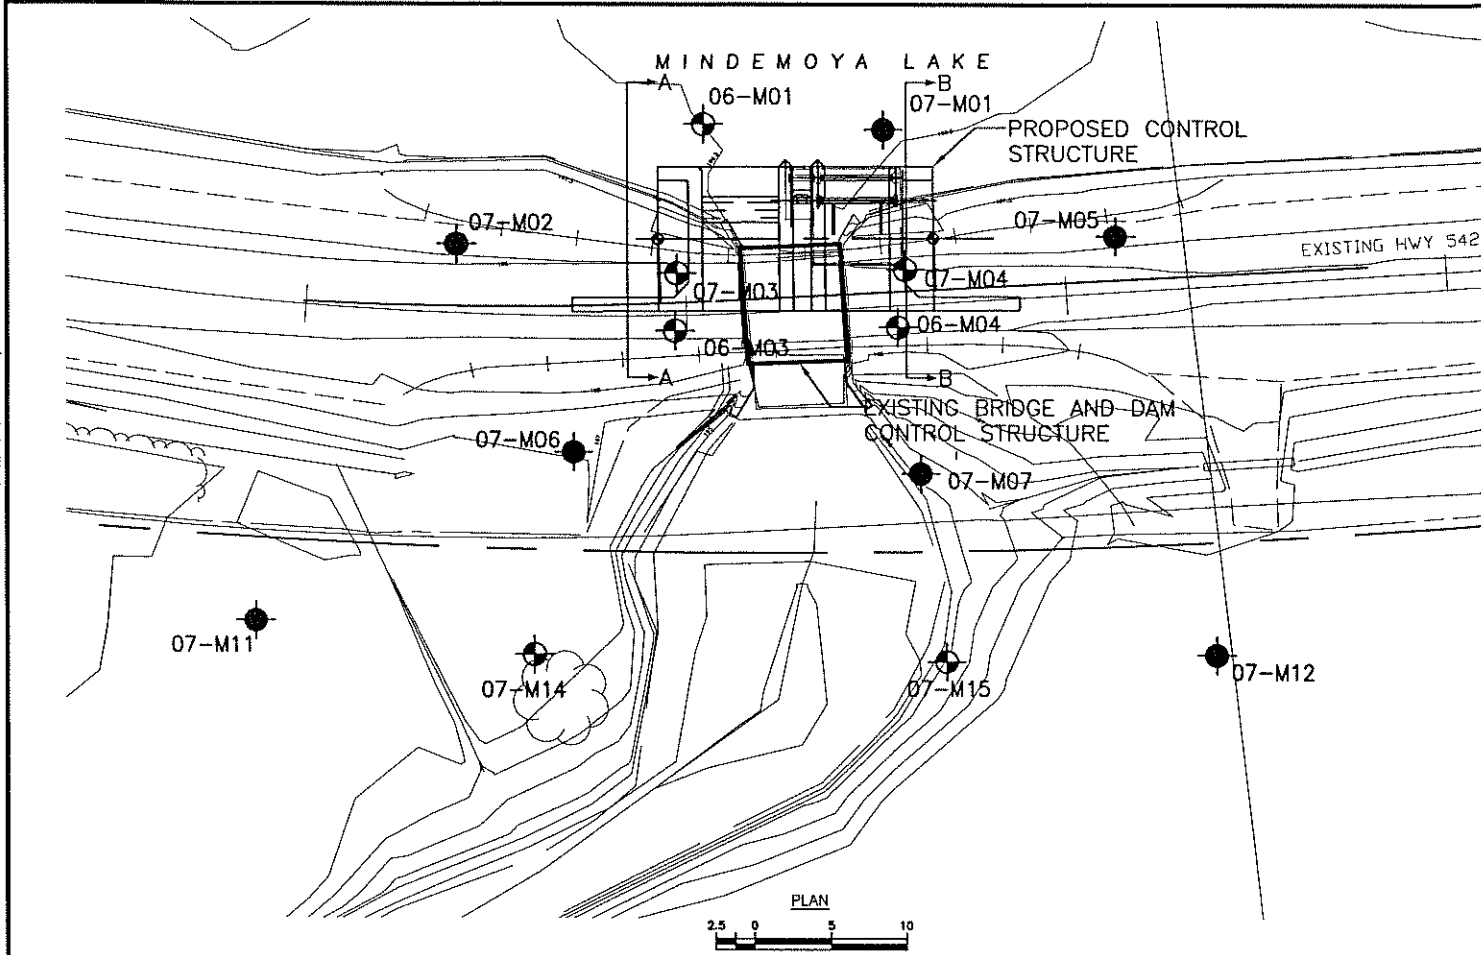 MINDEMOYA LAKE
A
B
06-M01
07-M01
PROPOSED CONTROL
STRUCTURE
07-M02
07-M05
EXISTING HWY 542
07-M03
07-M04
06-M03
06-M04
A
B
EXISTING BRIDGE AND DAM
CONTROL STRUCTURE
07-M06
07-M07
07-M11
07-M14
07-M15
07-M12
PLAN
2.5 0 5 10